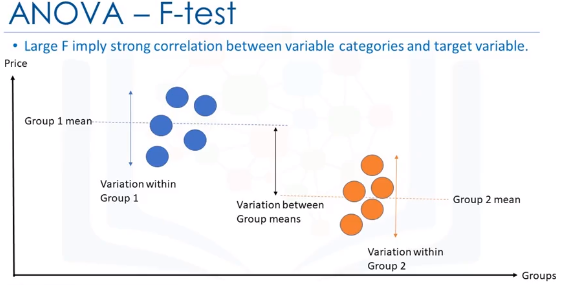 ANOVA – F-test
• Large F imply strong correlation between variable categories and target variable.
Price
Group 1 mean
Variation within
Group 1
Variation between
Group means
Group 2 mean
Variation within
Group 2
Groups